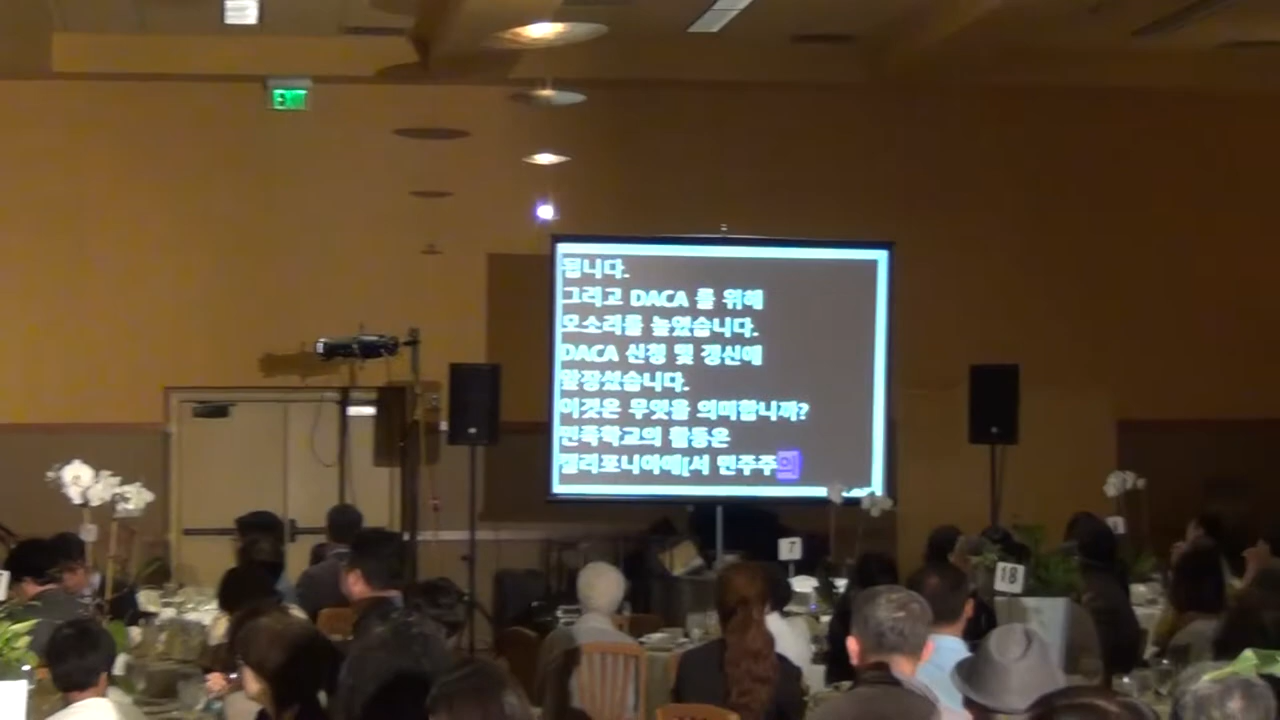 EXIT
됩니다.
그리고 DACA 를 위해
모소리를 높였습니다.
DACA 신청 및 갱신에
앞장섰습니다.
이것은 무엇을 의미합니까?
민족학교의 활동은
캘리포니아에[서 민주주의
7
18